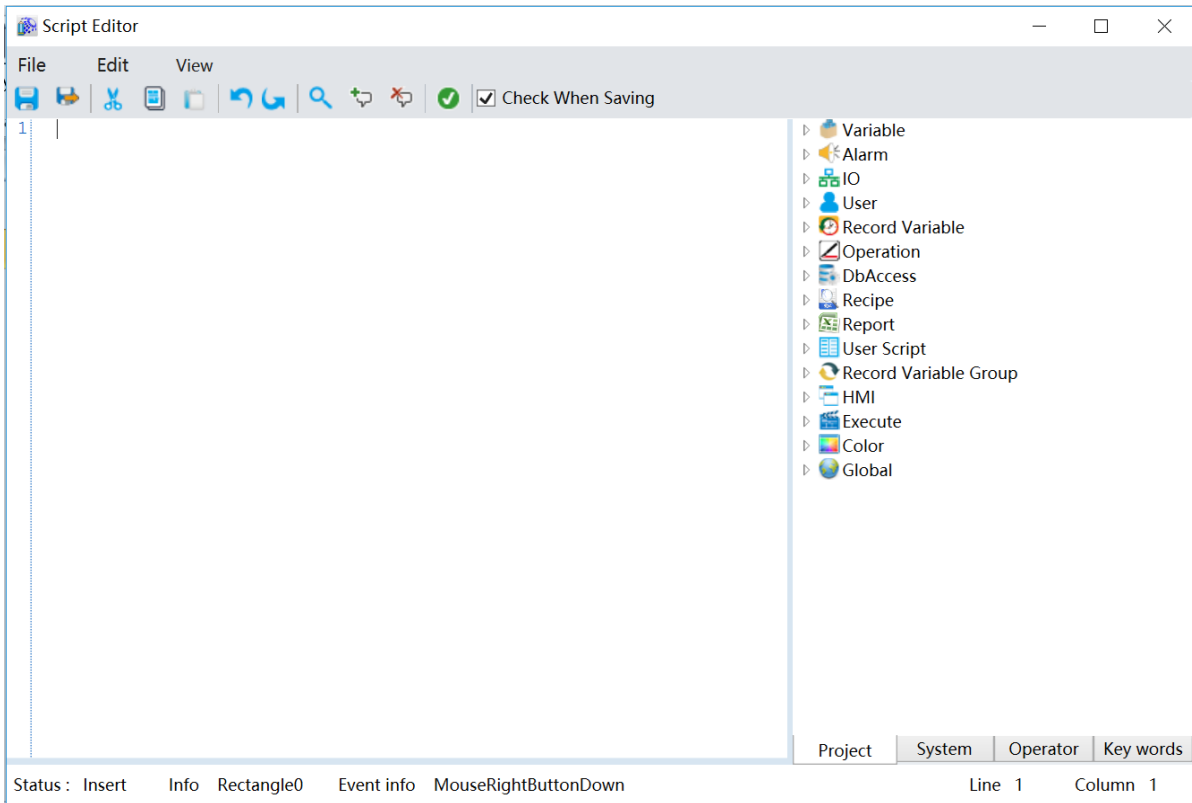 Script Editor
File Edit View
Check When Saving
1
Variable
Alarm
IO
User
Record Variable
Operation
DbAccess
Recipe
Report
User Script
Record Variable Group
HMI
Execute
Color
Global
Project System Operator Key words
Status : Insert Info Rectangle0 Event info MouseRightButtonDown Line 1 Column 1